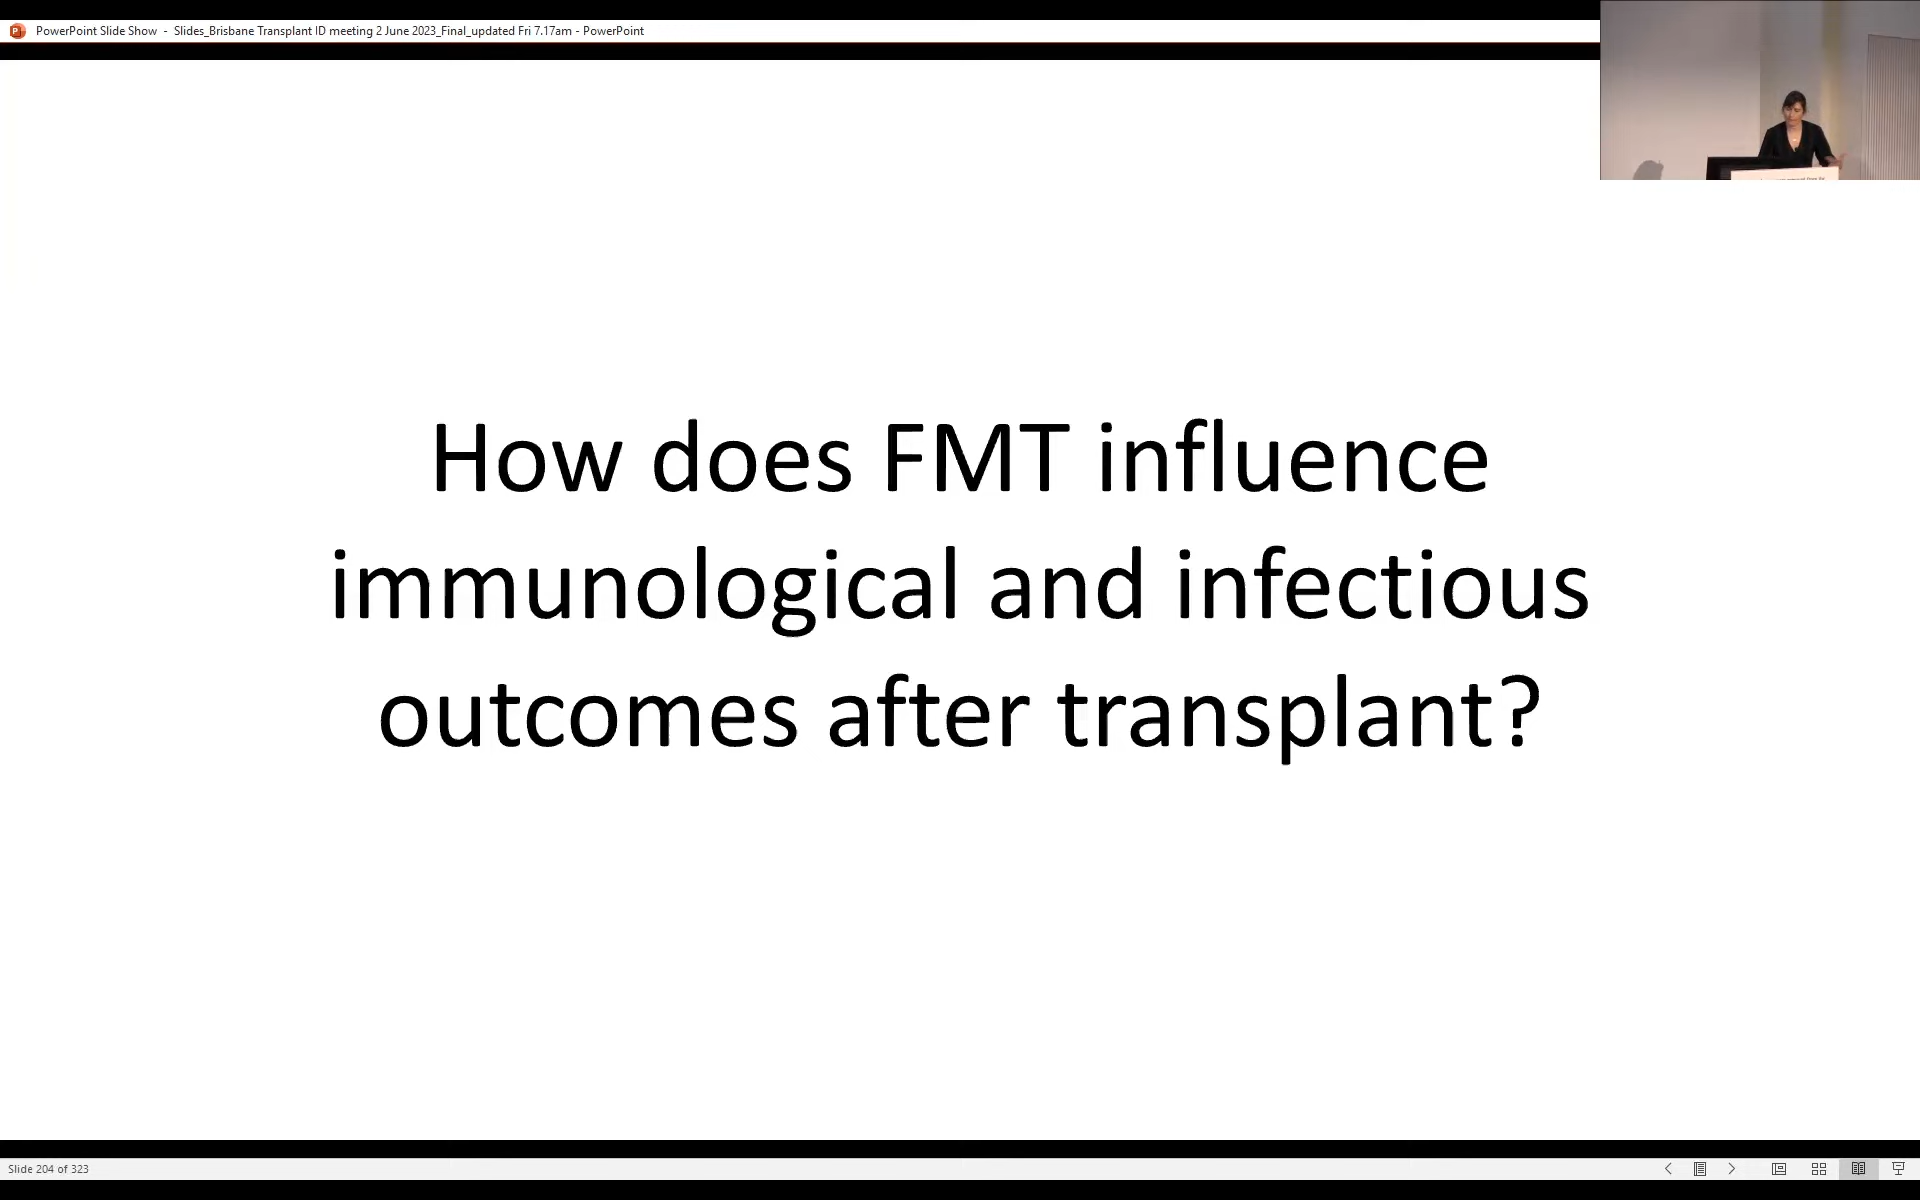 PowerPoint Slide Show - Slides_Brisbane Transplant ID meeting 2 June 2023_Final_updated Fri 7.17am - PowerPoint
How does FMT influence
immunological and infectious
outcomes after transplant?
Slide 204 of 323